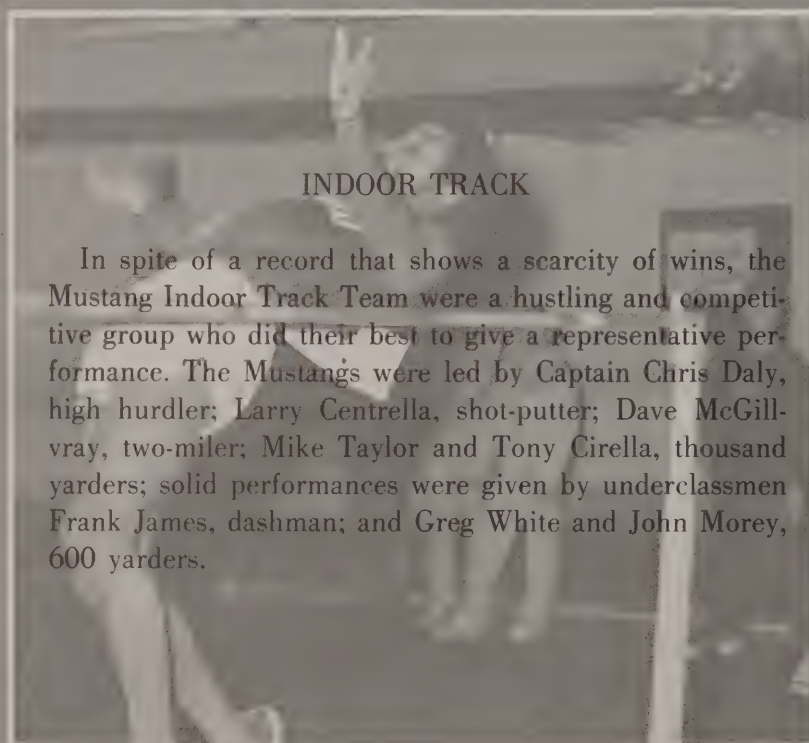 INDOOR TRACK
In spite of a record that shows a scarcity of wins, the
Mustang Indoor Track Team were a hustling and competi-
tive group who did their best to give a representative per-
formance. The Mustangs were led by Captain Chris Daly,
high hurdler; Larry Centrella, shot-putter; Dave McGill-
vray, two-miler; Mike Taylor and Tony Cirella, thousand
yarders; solid performances were given by underclassmen
Frank James, dashman; and Greg White and John Morey,
600 yarders.